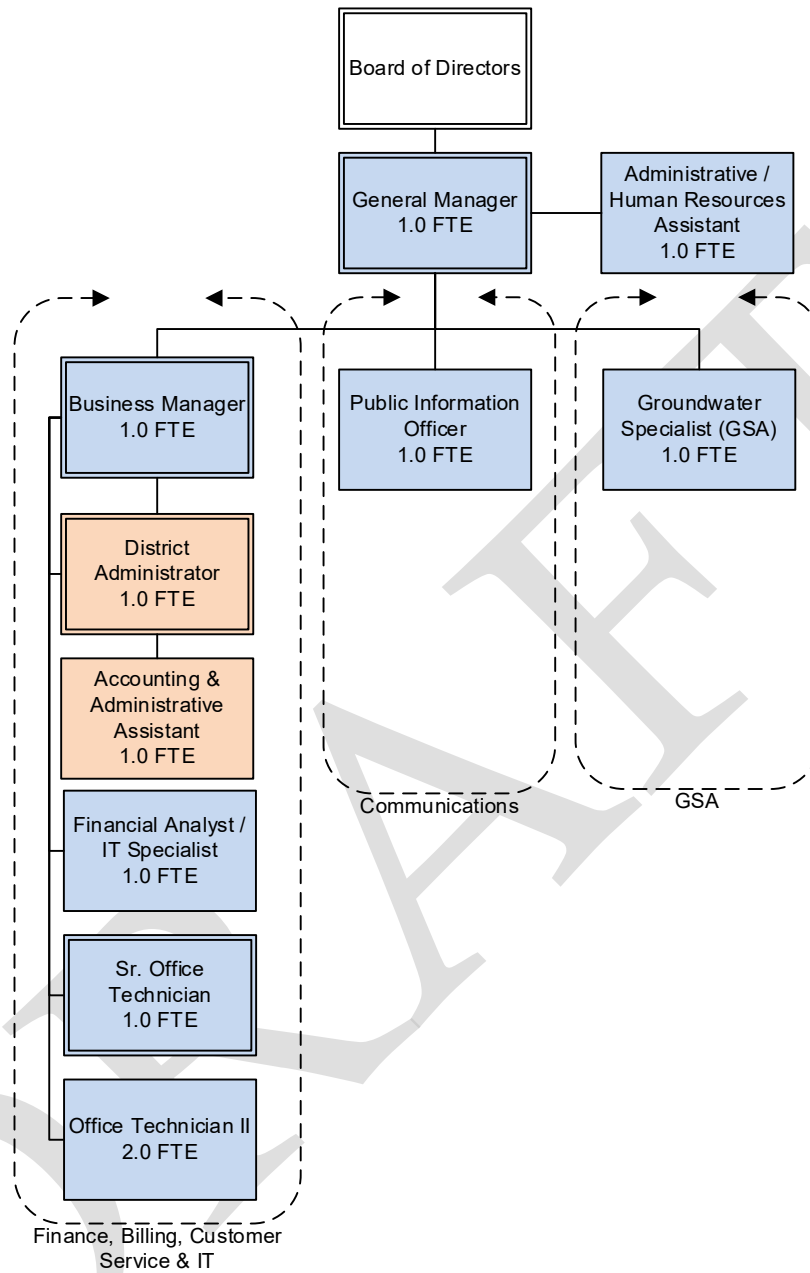 Board of Directors
General Manager
1.0 FTE
Administrative /
Human Resources
Assistant
1.0 FTE
Business Manager
1.0 FTE
Public Information
Officer
1.0 FTE
Groundwater
Specialist (GSA)
1.0 FTE
District
Administrator
1.0 FTE
Accounting &
Administrative
Assistant
1.0 FTE
Financial Analyst /
IT Specialist
1.0 FTE
Sr. Office
Technician
1.0 FTE
Office Technician II
2.0 FTE
Finance, Billing, Customer
Service & IT
Communications
GSA